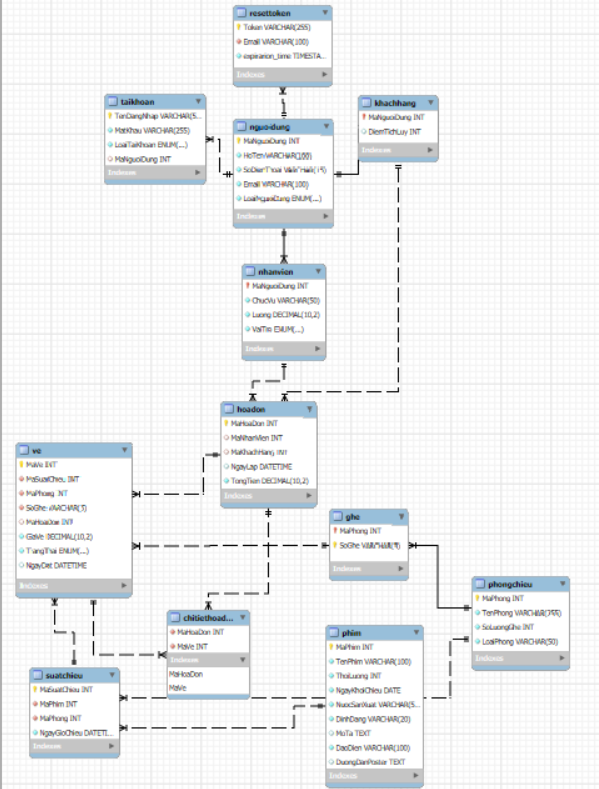 resettoken
Token VARCHAR(255)
Email VARCHAR(100)
expiration_time TIMESTA...
Indexes
taikhoan
TenDangNhap VARCHAR(5...
MatKhau VARCHAR(255)
LoaiTaiKhoan ENUM(...)
MaNguoiDung INT
Indexes
nguoidung
MaNguoiDung INT
HoTen VARCHAR(100)
SoDienThoai VARCHAR(15)
Email VARCHAR(100)
LoaiNguoiDung ENUM(...)
Indexes
khachhang
MaNguoiDung INT
DiemTichLuy INT
Indexes
nhanvien
MaNguoiDung INT
ChucVu VARCHAR(50)
Luong DECIMAL(10,2)
VaiTro ENUM(...)
Indexes
hoadon
MaHoaDon INT
MaNhanVien INT
MaKhachHang INT
NgayLap DATETIME
TongTien DECIMAL(10,2)
Indexes
ve
MaVe INT
MaSuatChieu INT
MaPhong INT
SoGhe VARCHAR(5)
MaHoaDon INT
GiaVe DECIMAL(10,2)
TrangThai ENUM(...)
NgayDat DATETIME
Indexes
ghe
MaPhong INT
SoGhe
Indexes
phongchieu
MaPhong INT
TenPhong VARCHAR(255)
SoLuongGhe INT
LoaiPhong VARCHAR(50)
Indexes
chitiethoad...
MaHoaDon INT
MaVe INT
Indexes
MaHoaDon
MaVe
phim
MaPhim INT
TenPhim VARCHAR(100)
ThoiLuong INT
NgayKhoiChieu DATE
NuocSanXuat VARCHAR(5...
DinhDang VARCHAR(20)
MoTa TEXT
DaoDien VARCHAR(100)
DuongDanPoster TEXT
Indexes
suatchieu
MaSuatChieu INT
MaPhim INT
MaPhong INT
NgayGioChieu DATETI...
Indexes